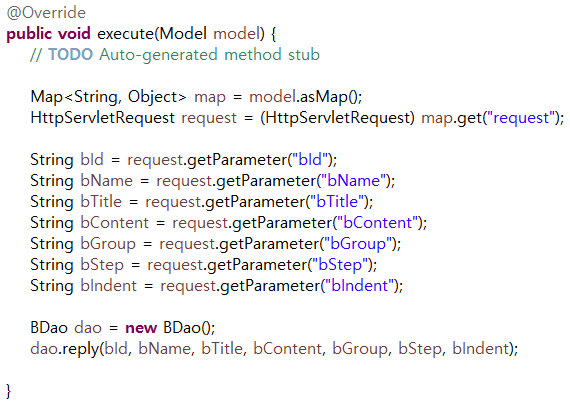 @Override
public void execute(Model model) {
// TODO Auto-generated method stub
Map<String, Object> map = model.asMap();
HttpServletRequest request = (HttpServletRequest) map.get("request");
String bId = request.getParameter("bId");
String bName = request.getParameter("bName");
String bTitle = request.getParameter("bTitle");
String bContent = request.getParameter("bContent");
String bGroup = request.getParameter("bGroup");
String bStep = request.getParameter("bStep");
String bIndent = request.getParameter("bIndent");
BDao dao = new BDao();
dao.reply(bId, bName, bTitle, bContent, bGroup, bStep, bIndent);
}